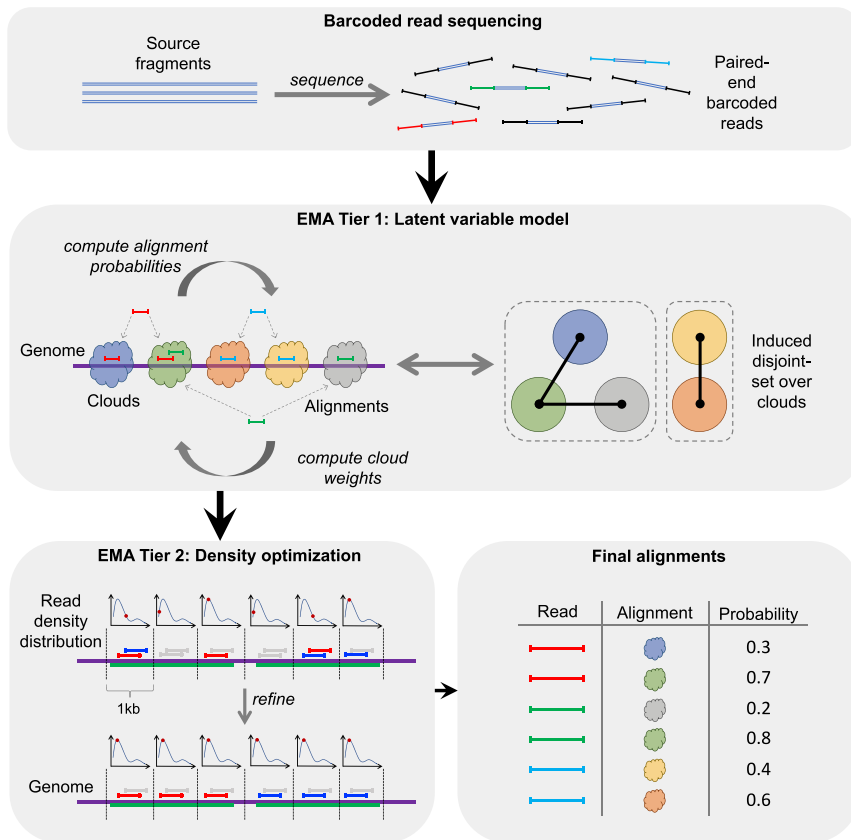 Barcoded read sequencing
Source
fragments
sequence
Paired-
end
barcoded
reads
EMA Tier 1: Latent variable model
compute alignment
probabilities
Genome
Clouds
Alignments
compute cloud
weights
Induced
disjoint-
set over
clouds
EMA Tier 2: Density optimization
Read
density
distribution
1kb
refine
Genome
Final alignments
Read Alignment Probability
0.3
0.7
0.2
0.8
0.4
0.6